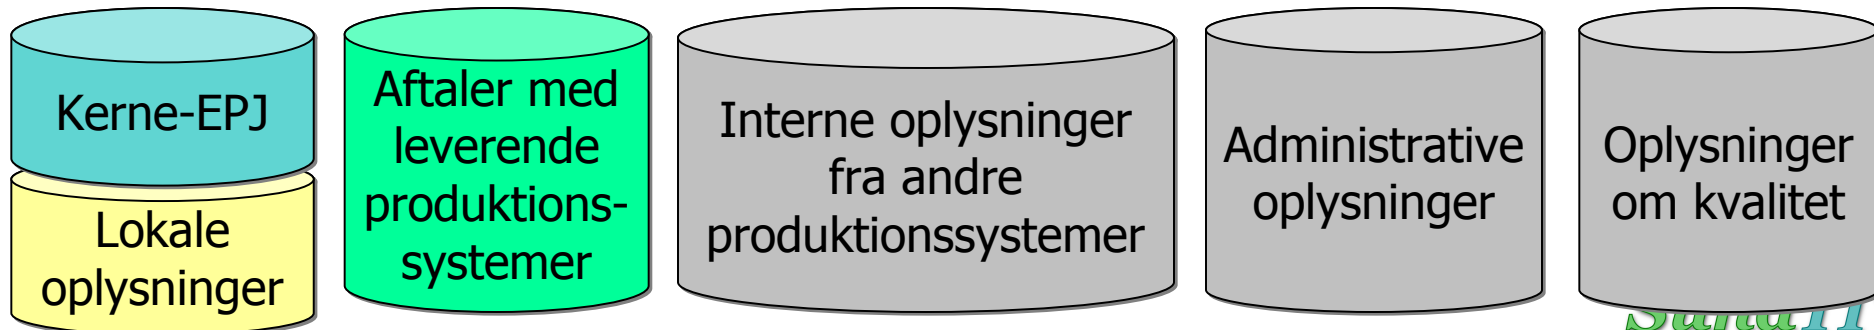 Kerne-EPJ
Lokale
oplysninger
Aftaler med
leverende
produktions-
systemer
Interne oplysninger
fra andre
produktionssystemer
Administrative
oplysninger
Oplysninger
om kvalitet